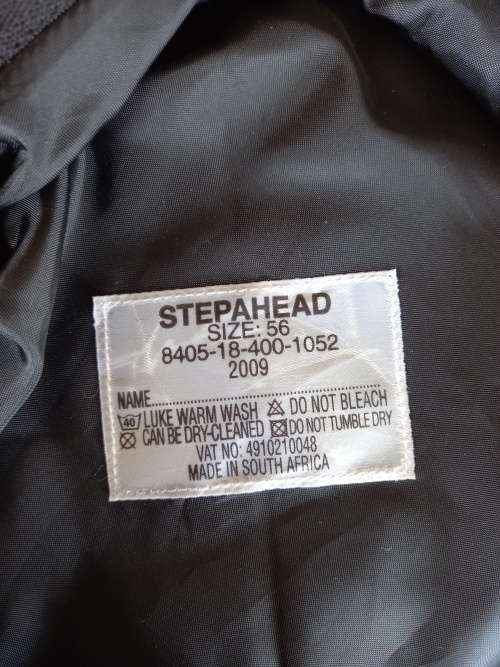 STEPAHEAD
SIZE: 56
8405-18-400-1052
2009
NAME
40 LUKE WARM WASH DO NOT BLEACH
CAN BE DRY-CLEANED DO NOT TUMBLE DRY
VAT NO: 4910210048
MADE IN SOUTH AFRICA